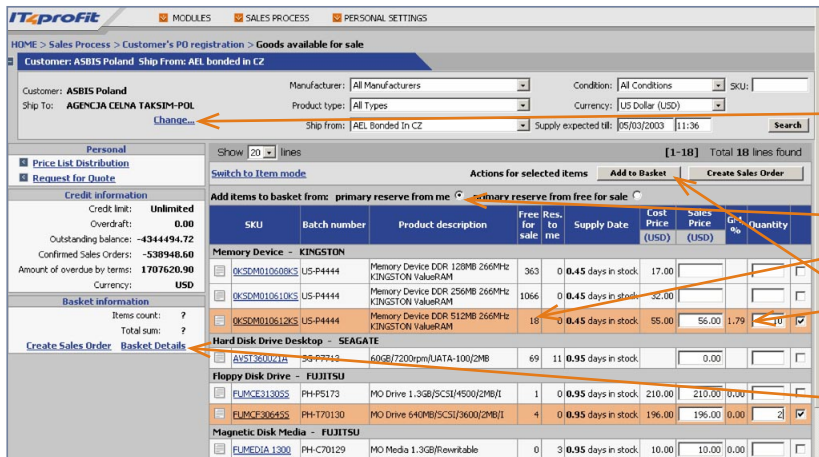 IT4profit
MODULES SALES PROCESS PERSONAL SETTINGS
HOME > Sales Process > Customer's PO registration > Goods available for sale
Customer: ASBIS Poland Ship From: AEL bonded in CZ
Customer: ASBIS Poland
Ship To: AGENCJA CELNA TAKSIM-POL
Change...
Manufacturer: All Manufacturers Condition: All Conditions SKU:
Product type: All Types Currency: US Dollar (USD)
Ship from: AEL Bonded In CZ Supply expected till: 05/03/2003 11:36 Search
Personal
Price List Distribution
Request for Quote
Credit information
Credit limit: Unlimited
Overdraft: 0.00
Outstanding balance: -4344494.72
Confirmed Sales Orders: -538948.60
Amount of overdue by terms: 1707620.90
Currency: USD
Basket information
Items count: ?
Total sum: ?
Create Sales Order Basket Details
Show 20 lines [1-18] Total 18 lines found
Switch to Item mode Actions for selected items Add to Basket Create Sales Order
Add items to basket from: primary reserve from me primary reserve from free for sale
SKU Batch number Product description Free for sale Res. to me Supply Date Cost Price (USD) Sales Price (USD) % Quantity
Memory Device - KINGSTON
0KSDM010608KS US-P4444 Memory Device DDR 128MB 266MHz KINGSTON ValueRAM 363 0 0.45 days in stock 17.00
0KSDM010610KS US-P4444 Memory Device DDR 256MB 266MHz KINGSTON ValueRAM 1066 0 0.45 days in stock 32.00
0KSDM010612KS US-P4444 Memory Device DDR 512MB 266MHz KINGSTON ValueRAM 18 0 0.45 days in stock 55.00 56.00 1.79
Hard Disk Drive Desktop - SEAGATE
AVST360021A SG-P7713 60GB/7200rpm/UATA-100/2MB 69 11 0.95 days in stock 0.00
Floppy Disk Drive - FUJITSU
FUMCE3130SS PH-P5173 MO Drive 1.3GB/SCSI/4500/2MB/I 1 0 0.95 days in stock 210.00 210.00 0.00
FUMCF3064SS PH-T70130 MO Drive 640MB/SCSI/3600/2MB/I 4 0 0.95 days in stock 196.00 196.00 0.00 2
Magnetic Disk Media - FUJITSU
FUMEDIA 1300 PH-C70129 MO Media 1.3GB/Rewritable 0 3 0.95 days in stock 10.00 10.00 0.00